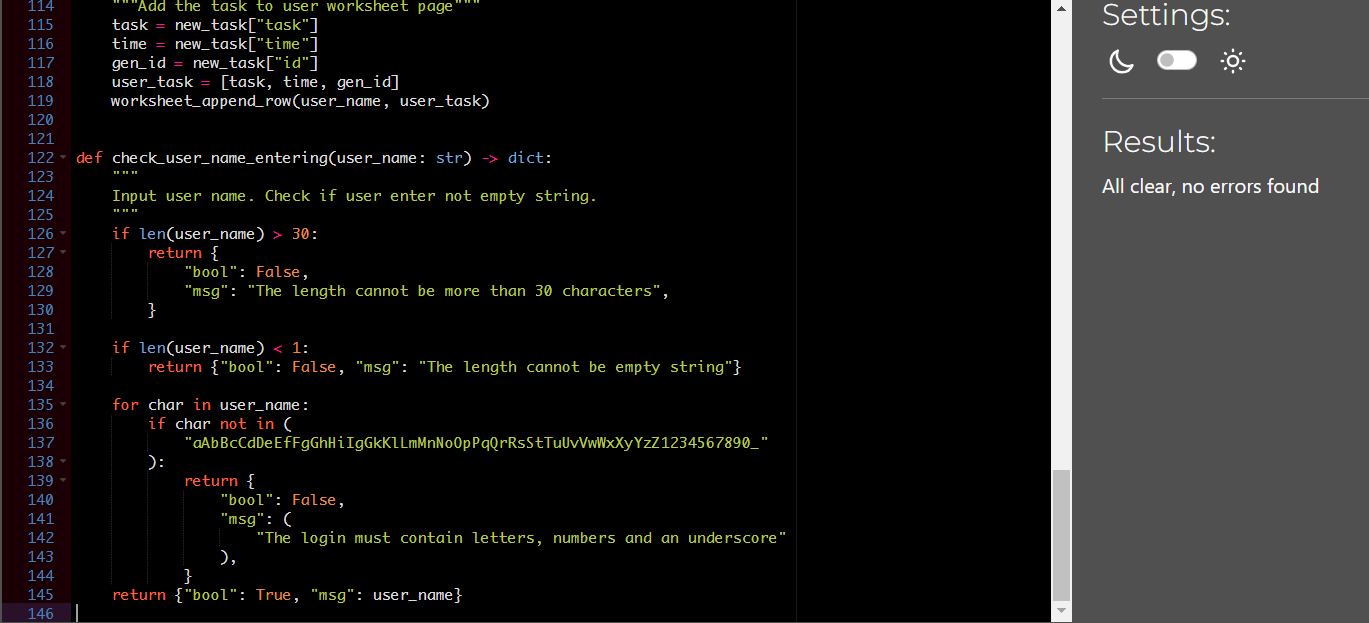 114     """Add the task to user worksheet page"""
115     task = new_task["task"]
116     time = new_task["time"]
117     gen_id = new_task["id"]
118     user_task = [task, time, gen_id]
119     worksheet_append_row(user_name, user_task)
120
121
122 def check_user_name_entering(user_name: str) -> dict:
123     """
124     Input user name. Check if user enter not empty string.
125     """
126     if len(user_name) > 30:
127         return {
128             "bool": False,
129             "msg": "The length cannot be more than 30 characters",
130         }
131
132     if len(user_name) < 1:
133         return {"bool": False, "msg": "The length cannot be empty string"}
134
135     for char in user_name:
136         if char not in (
137             "aAbBcCdDeEfFgGhHiIgGkKlLmMnNoOpPqQrRsStTuUvVwWxXyYzZ1234567890_"
138         ):
139             return {
140                 "bool": False,
141                 "msg": (
142                     "The login must contain letters, numbers and an underscore"
143                 ),
144             }
145     return {"bool": True, "msg": user_name}
146
Settings:
Results:
All clear, no errors found